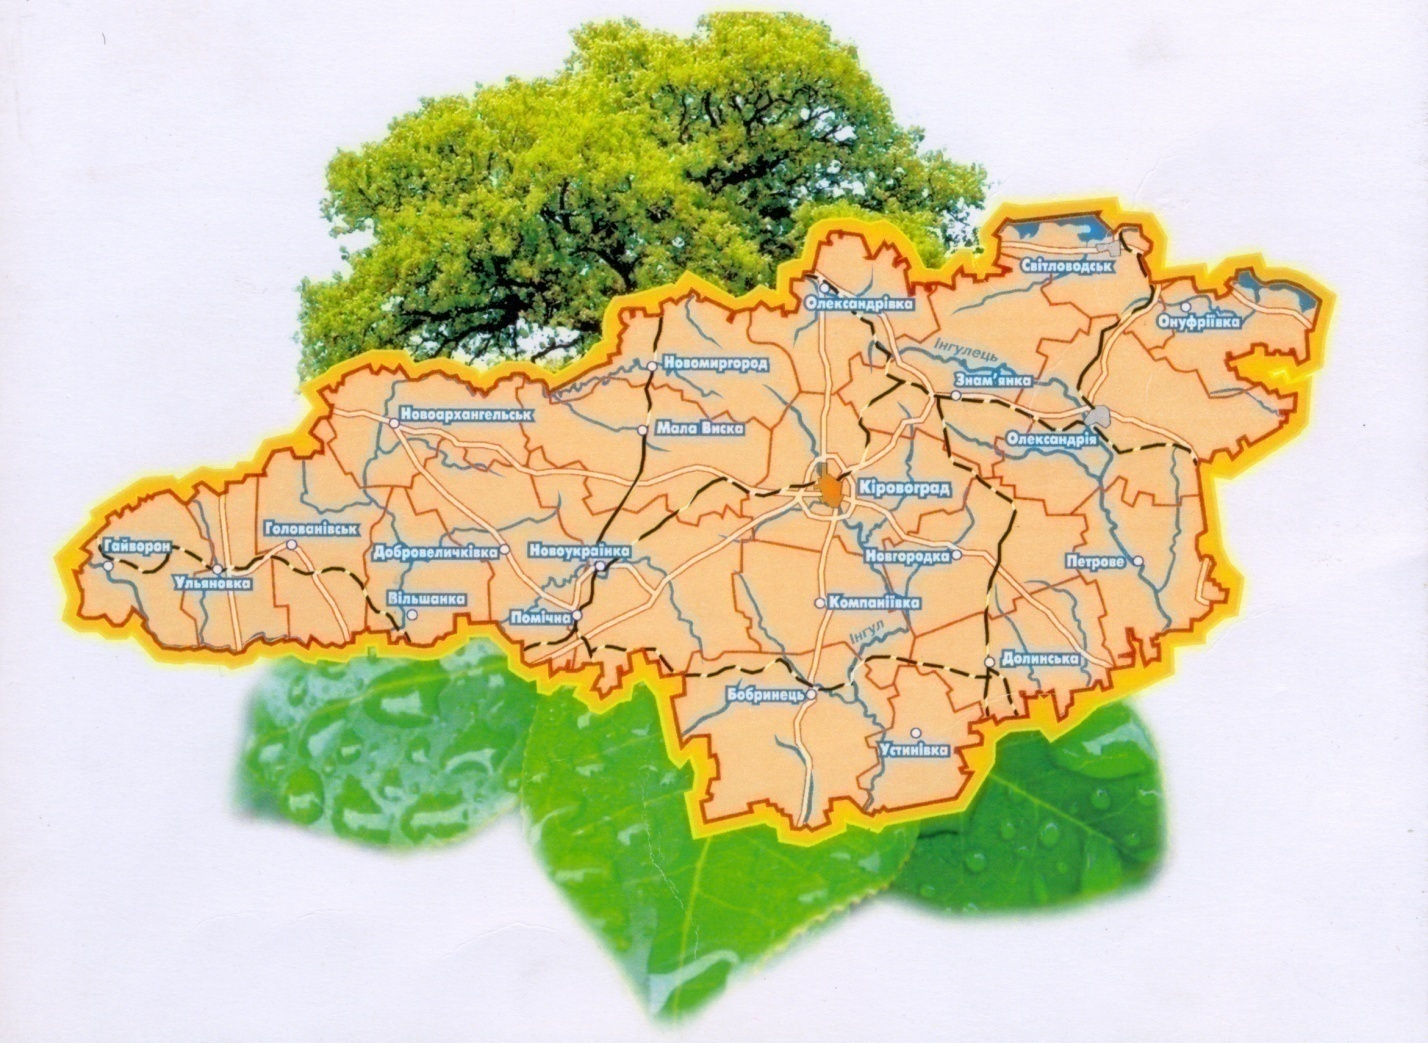 Світловодськ
Олександрівка
Онуфріївка
Інгулець
Новомиргород
Знам'янка
Новоархангельськ
Мала Виска
Олександрія
Кіровоград
Голованівськ
Гайворон
Добровеличківка
Новоукраїнка
Новгородка
Петрове
Ульяновка
Вільшанка
Компаніївка
Помічна
Інгул
Долинська
Бобринець
Устинівка